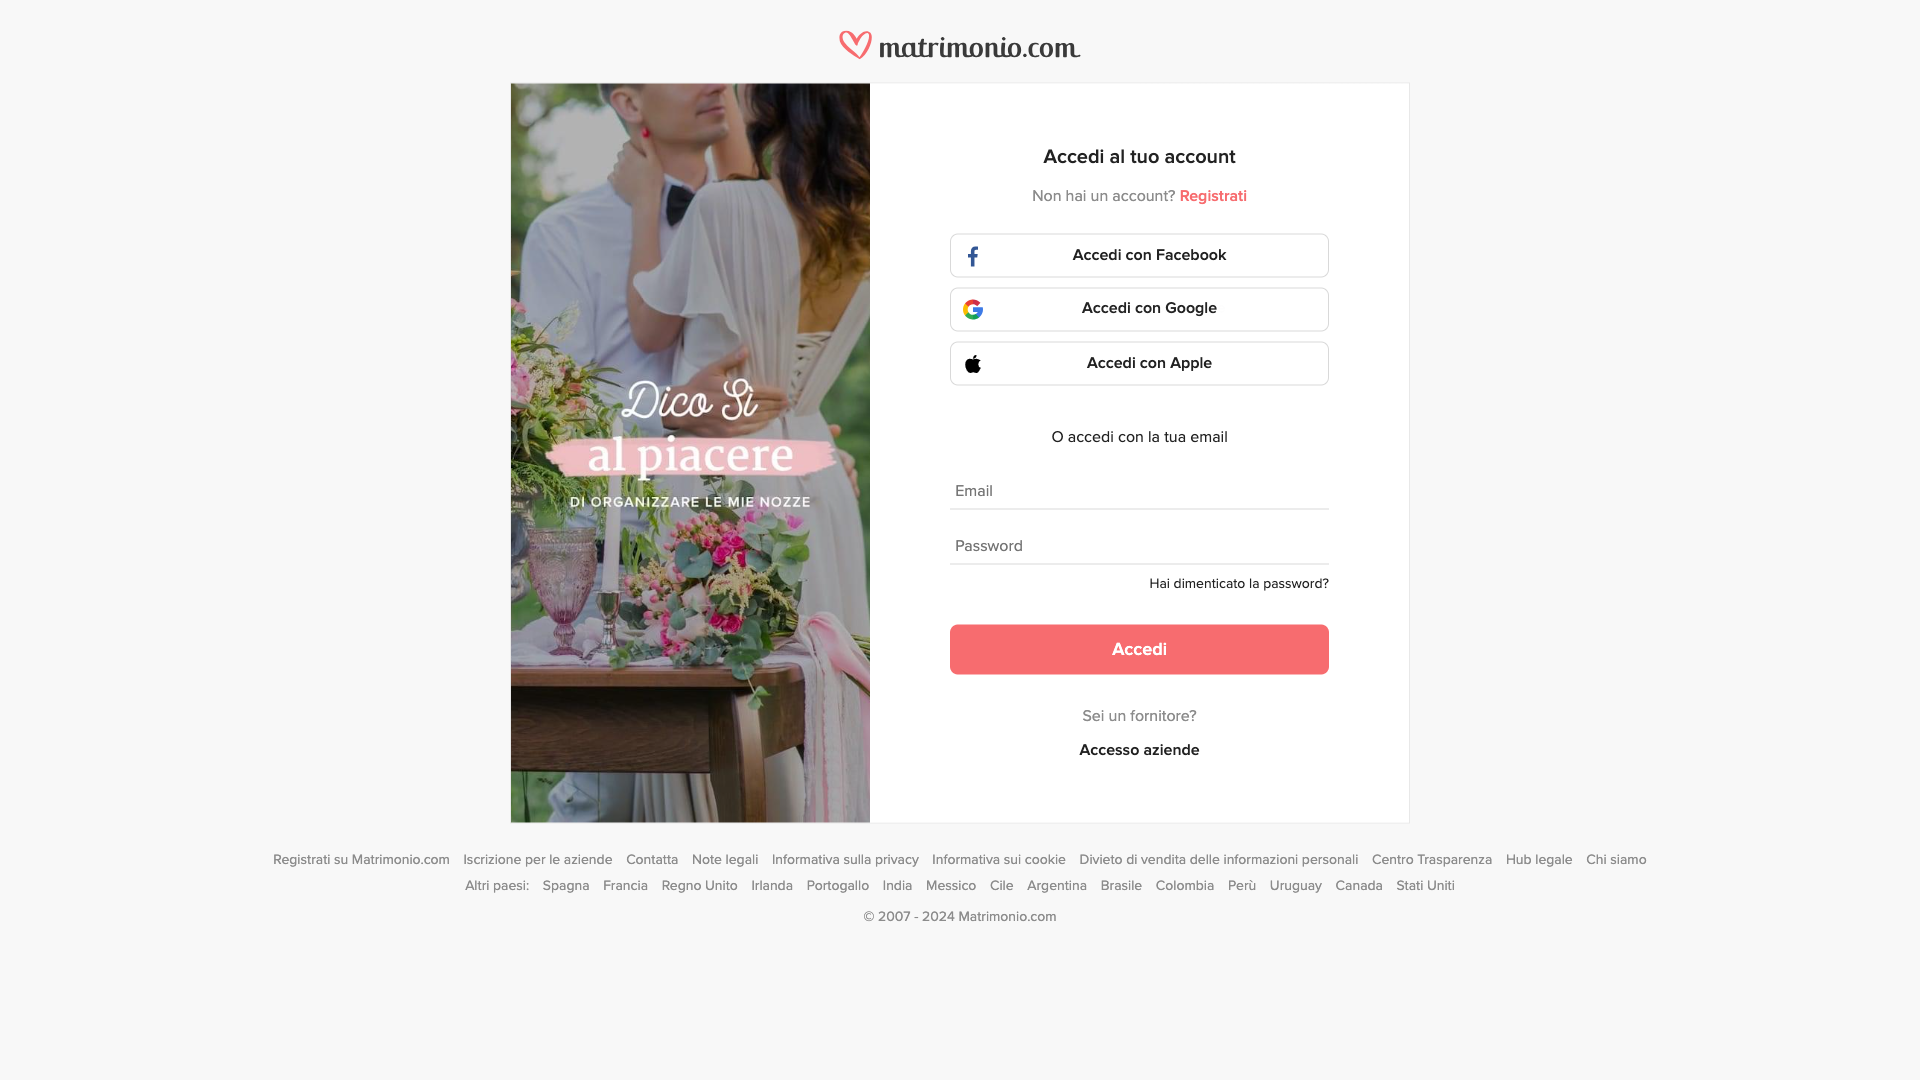 matrimonio.com
Dico Sì
al piacere
DI ORGANIZZARE LE MIE NOZZE
Accedi al tuo account
Non hai un account? Registrati
Accedi con Facebook
Accedi con Google
Accedi con Apple
O accedi con la tua email
Email
Password
Hai dimenticato la password?
Accedi
Sei un fornitore?
Accesso aziende
Registrati su Matrimonio.com Iscrizione per le aziende Contatta Note legali Informativa sulla privacy Informativa sui cookie Divieto di vendita delle informazioni personali Centro Trasparenza Hub legale Chi siamo
Altri paesi: Spagna Francia Regno Unito Irlanda Portogallo India Messico Cile Argentina Brasile Colombia Perù Uruguay Canada Stati Uniti
© 2007 - 2024 Matrimonio.com